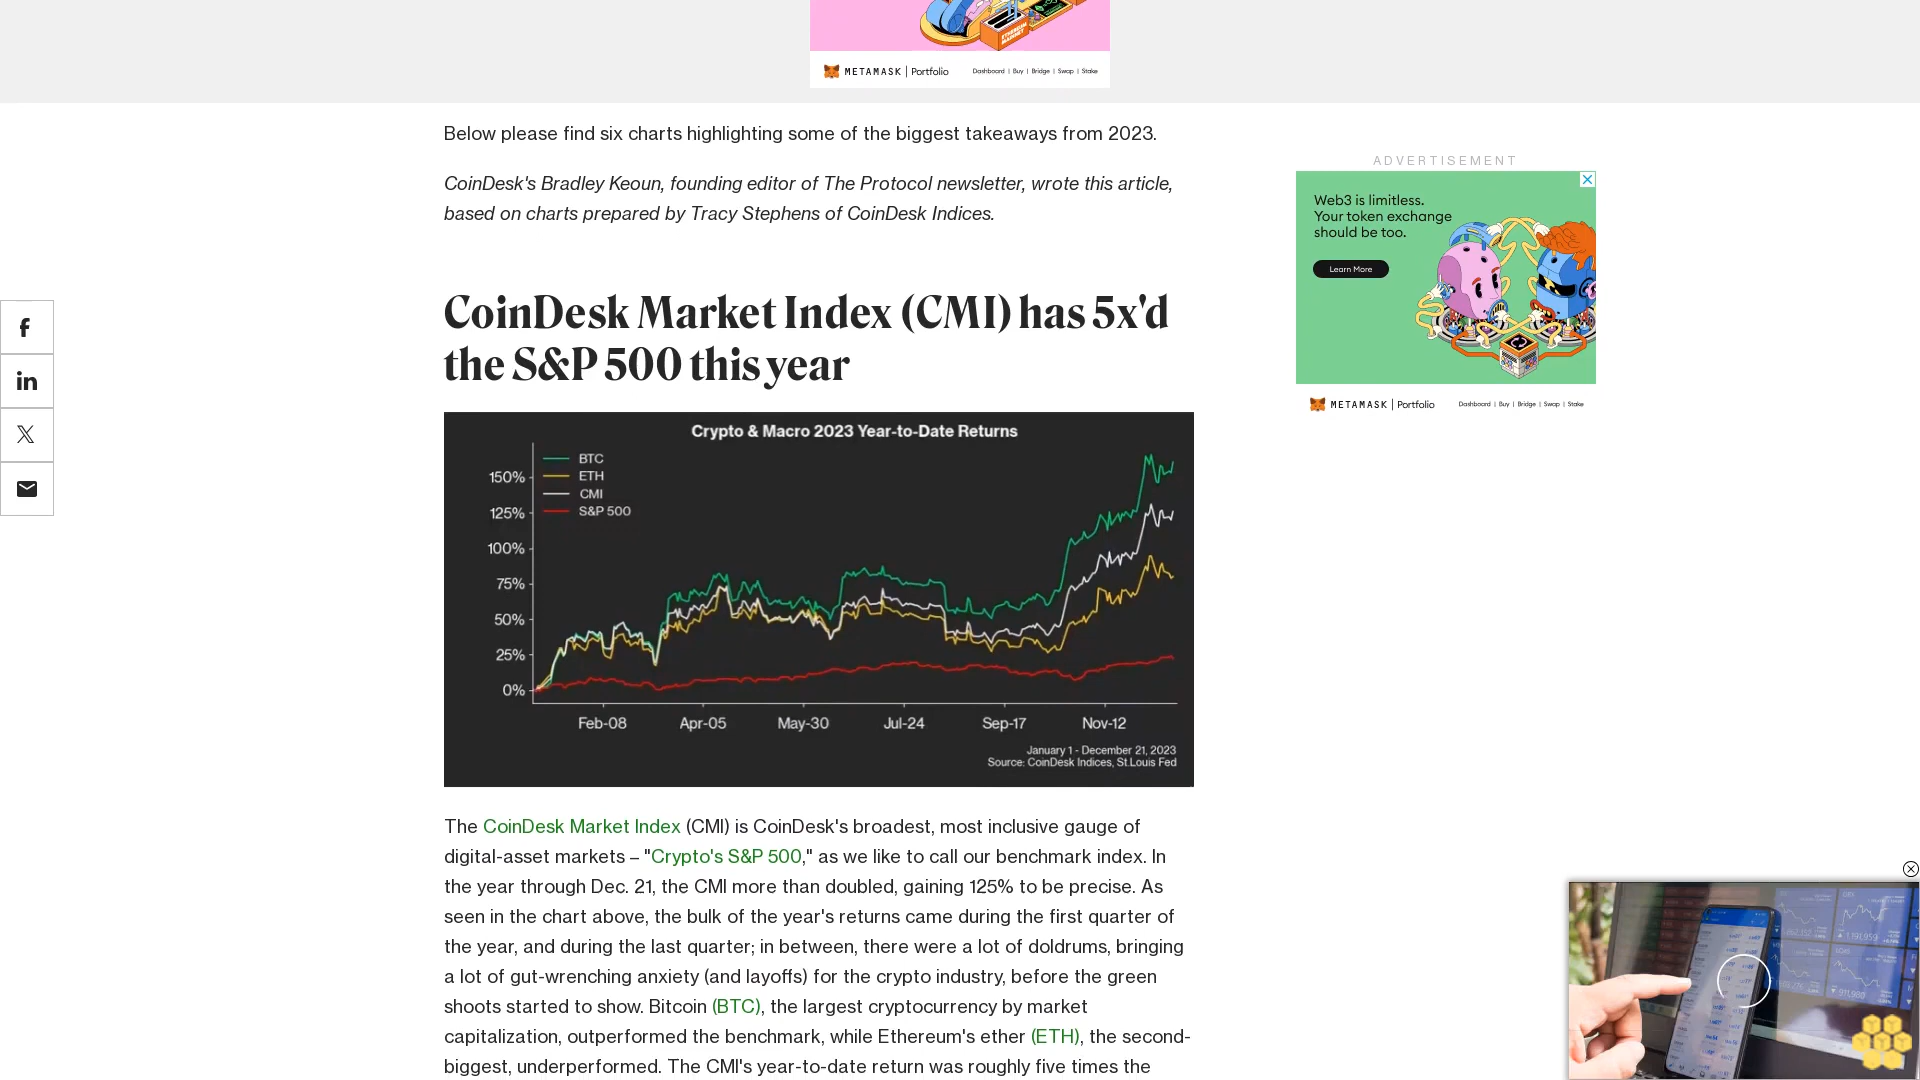 METAMASK | Portfolio
Dashboard | Buy | Bridge | Swap | Stake
Below please find six charts highlighting some of the biggest takeaways from 2023.
CoinDesk's Bradley Keoun, founding editor of The Protocol newsletter, wrote this article,
based on charts prepared by Tracy Stephens of CoinDesk Indices.
ADVERTISEMENT
Web3 is limitless.
Your token exchange
should be too.
Learn More
METAMASK | Portfolio
Dashboard | Buy | Bridge | Swap | Stake
CoinDesk Market Index (CMI) has 5x'd
the S&P 500 this year
Crypto & Macro 2023 Year-to-Date Returns
BTC
ETH
CMI
S&P 500
150%
125%
100%
75%
50%
25%
0%
Feb-08 Apr-05 May-30 Jul-24 Sep-17 Nov-12
January 1 - December 21, 2023
Source: CoinDesk Indices, St.Louis Fed
The CoinDesk Market Index (CMI) is CoinDesk's broadest, most inclusive gauge of
digital-asset markets – "Crypto's S&P 500," as we like to call our benchmark index. In
the year through Dec. 21, the CMI more than doubled, gaining 125% to be precise. As
seen in the chart above, the bulk of the year's returns came during the first quarter of
the year, and during the last quarter; in between, there were a lot of doldrums, bringing
a lot of gut-wrenching anxiety (and layoffs) for the crypto industry, before the green
shoots started to show. Bitcoin (BTC), the largest cryptocurrency by market
capitalization, outperformed the benchmark, while Ethereum's ether (ETH), the second-
biggest, underperformed. The CMI's year-to-date return was roughly five times the